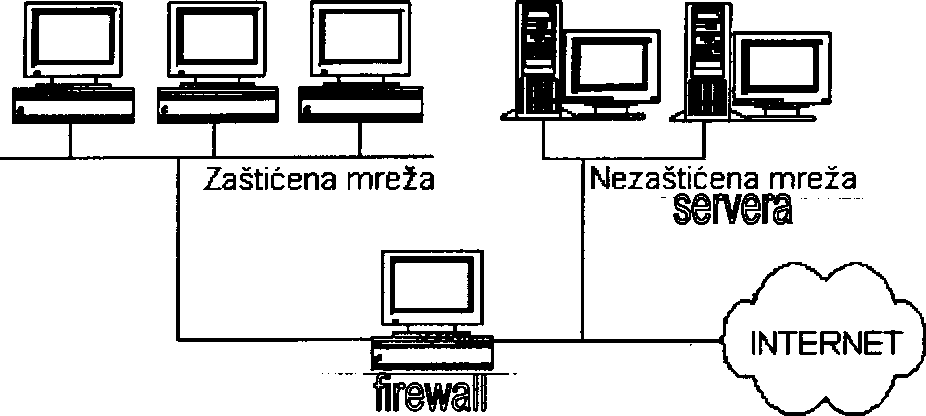 Zaštićena mreža
Nezaštićena mreža
servera
INTERNET
firewall